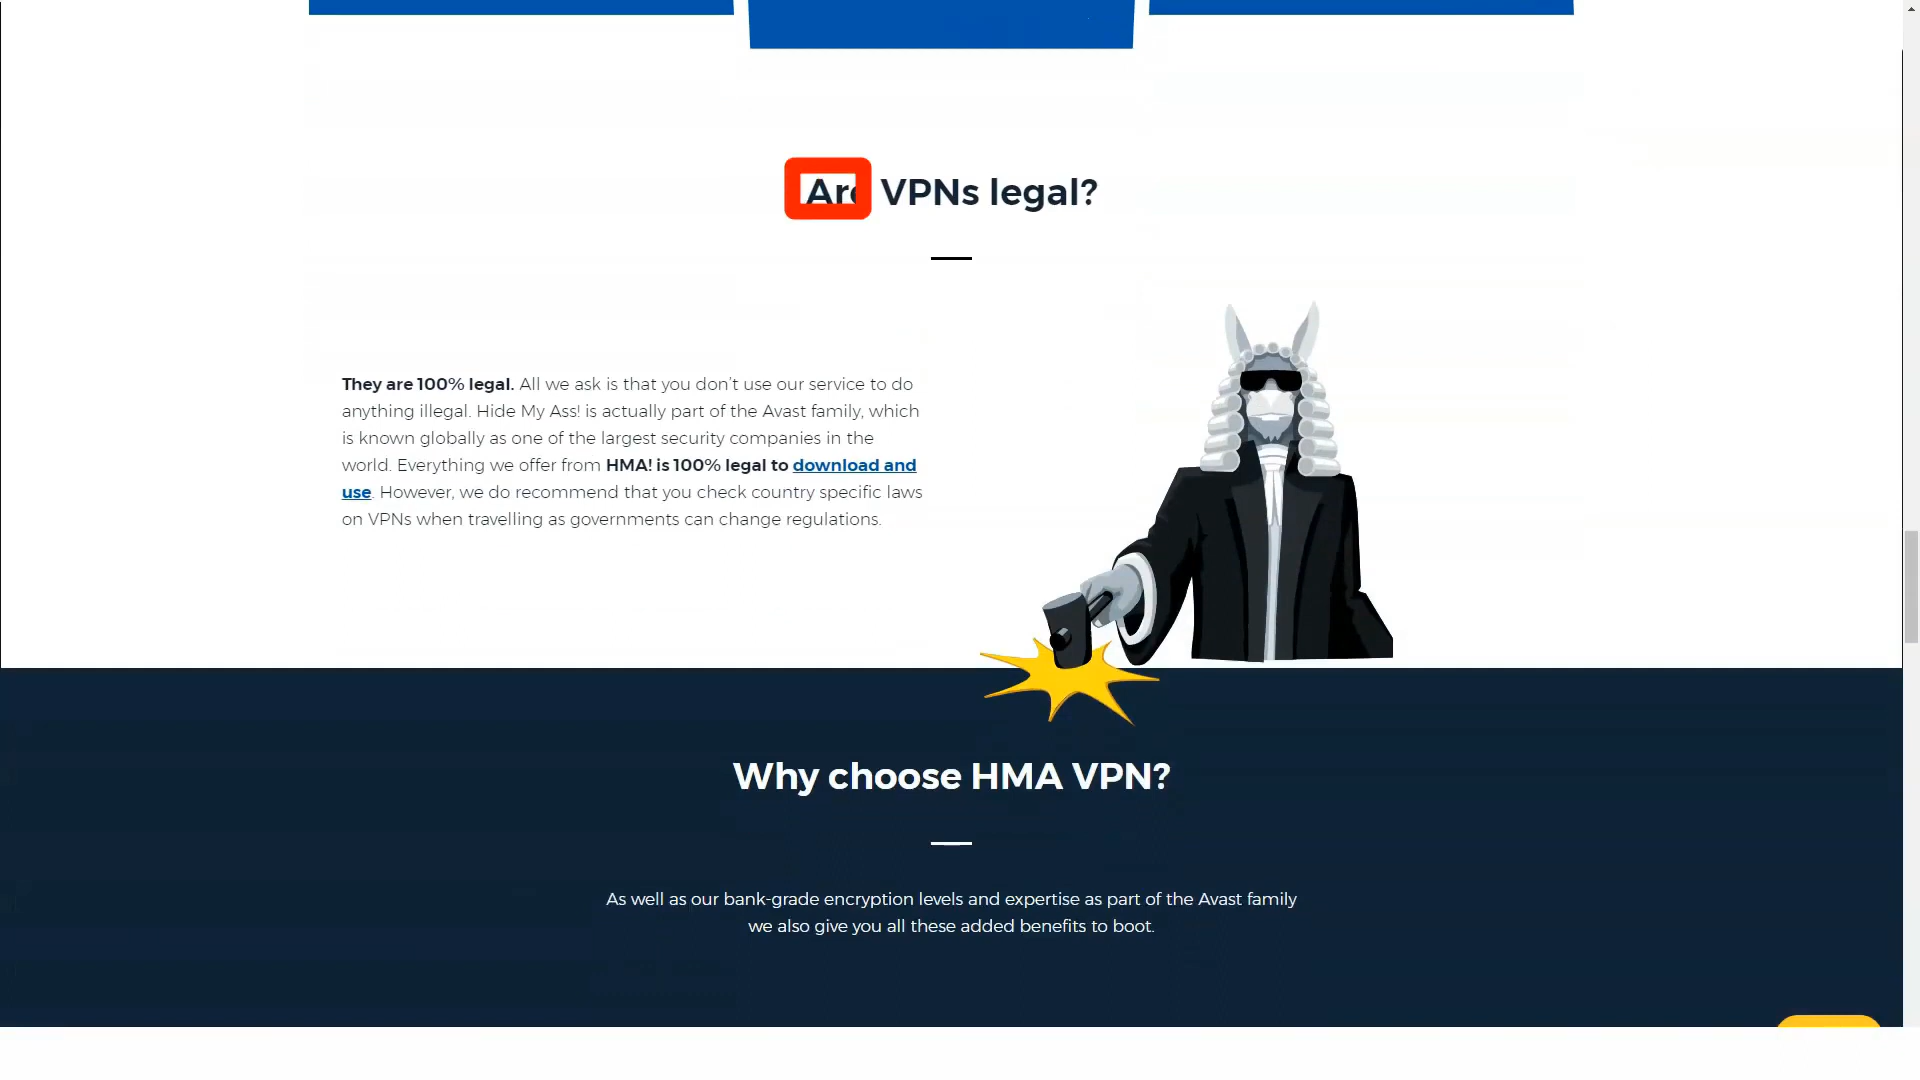 Are VPNs legal?
They are 100% legal. All we ask is that you don't use our service to do
anything illegal. Hide My Ass! is actually part of the Avast family, which
is known globally as one of the largest security companies in the
world. Everything we offer from HMA! is 100% legal to download and
use. However, we do recommend that you check country specific laws
on VPNs when travelling as governments can change regulations.
Why choose HMA VPN?
As well as our bank-grade encryption levels and expertise as part of the Avast family
we also give you all these added benefits to boot.